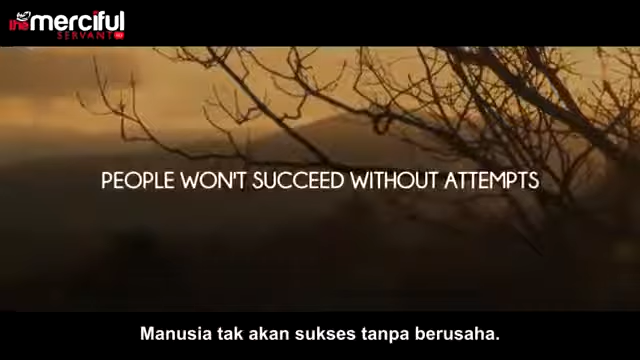 the merciful
SERVANT
PEOPLE WON'T SUCCEED WITHOUT ATTEMPTS
Manusia tak akan sukses tanpa berusaha.